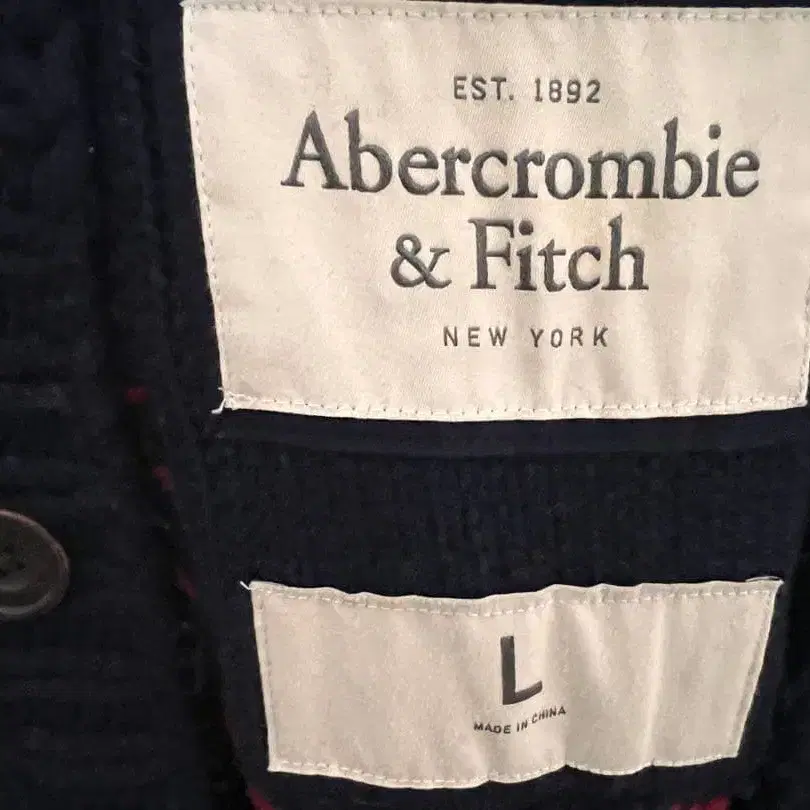 EST. 1892
Abercrombie
& Fitch
NEW YORK
L
MADE IN CHINA